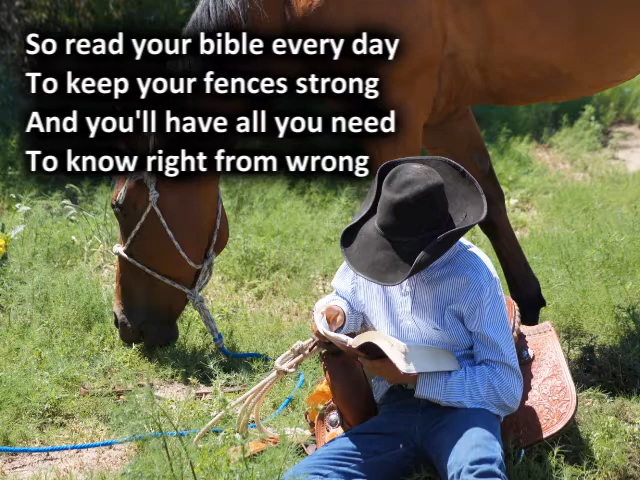 So read your bible every day
To keep your fences strong
And you'll have all you need
To know right from wrong